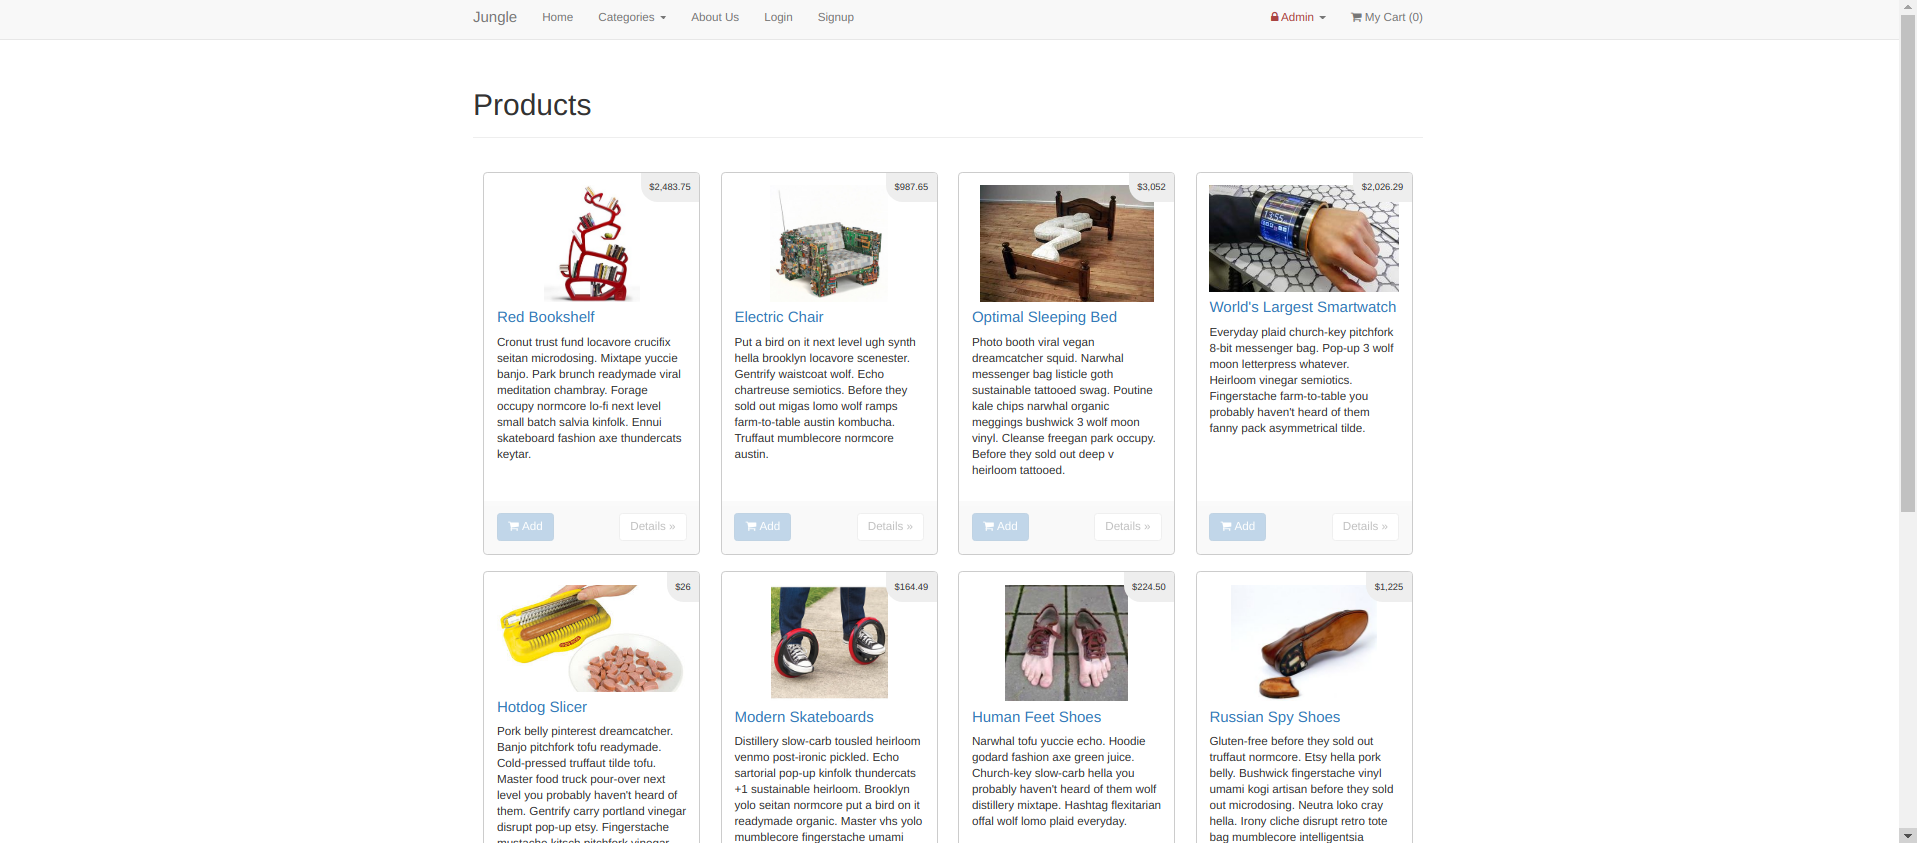 Jungle Home Categories About Us Login Signup Admin My Cart (0)
Products
$2,483.75
Red Bookshelf
Cronut trust fund locavore crucifix
seitan microdosing. Mixtape yuccie
banjo. Park brunch readymade viral
meditation chambray. Forage
occupy normcore lo-fi next level
small batch salvia kinfolk. Ennui
skateboard fashion axe thundercats
keytar.
Add Details »
$987.65
Electric Chair
Put a bird on it next level ugh synth
hella brooklyn locavore scenester.
Gentrify waistcoat wolf. Echo
chartreuse semiotics. Before they
sold out migas lomo wolf ramps
farm-to-table austin kombucha.
Truffaut mumblecore normcore
austin.
Add Details »
$3,052
Optimal Sleeping Bed
Photo booth viral vegan
dreamcatcher squid. Narwhal
messenger bag listicle goth
sustainable tattooed swag. Poutine
kale chips narwhal organic
meggings bushwick 3 wolf moon
vinyl. Cleanse freegan park occupy.
Before they sold out deep v
heirloom tattooed.
Add Details »
$2,026.29
13:55
World's Largest Smartwatch
Everyday plaid church-key pitchfork
8-bit messenger bag. Pop-up 3 wolf
moon letterpress whatever.
Heirloom vinegar semiotics.
Fingerstache farm-to-table you
probably haven't heard of them
fanny pack asymmetrical tilde.
Add Details »
$26
Hotdog Slicer
Pork belly pinterest dreamcatcher.
Banjo pitchfork tofu readymade.
Cold-pressed truffaut tilde tofu.
Master food truck pour-over next
level you probably haven't heard of
them. Gentrify carry portland vinegar
disrupt pop-up etsy. Fingerstache
mustache kitsch pitchfork vinegar
$164.49
Modern Skateboards
Distillery slow-carb tousled heirloom
venmo post-ironic pickled. Echo
sartorial pop-up kinfolk thundercats
+1 sustainable heirloom. Brooklyn
yolo seitan normcore put a bird on it
readymade organic. Master vhs yolo
mumblecore fingerstache umami
$224.50
Human Feet Shoes
Narwhal tofu yuccie echo. Hoodie
godard fashion axe green juice.
Church-key slow-carb hella you
probably haven't heard of them wolf
distillery mixtape. Hashtag flexitarian
offal wolf lomo plaid everyday.
$1,225
Russian Spy Shoes
Gluten-free before they sold out
truffaut normcore. Etsy hella pork
belly. Bushwick fingerstache vinyl
umami kogi artisan before they sold
out microdosing. Neutra loko cray
hella. Irony cliche disrupt retro tote
bag mumblecore intelligentsia